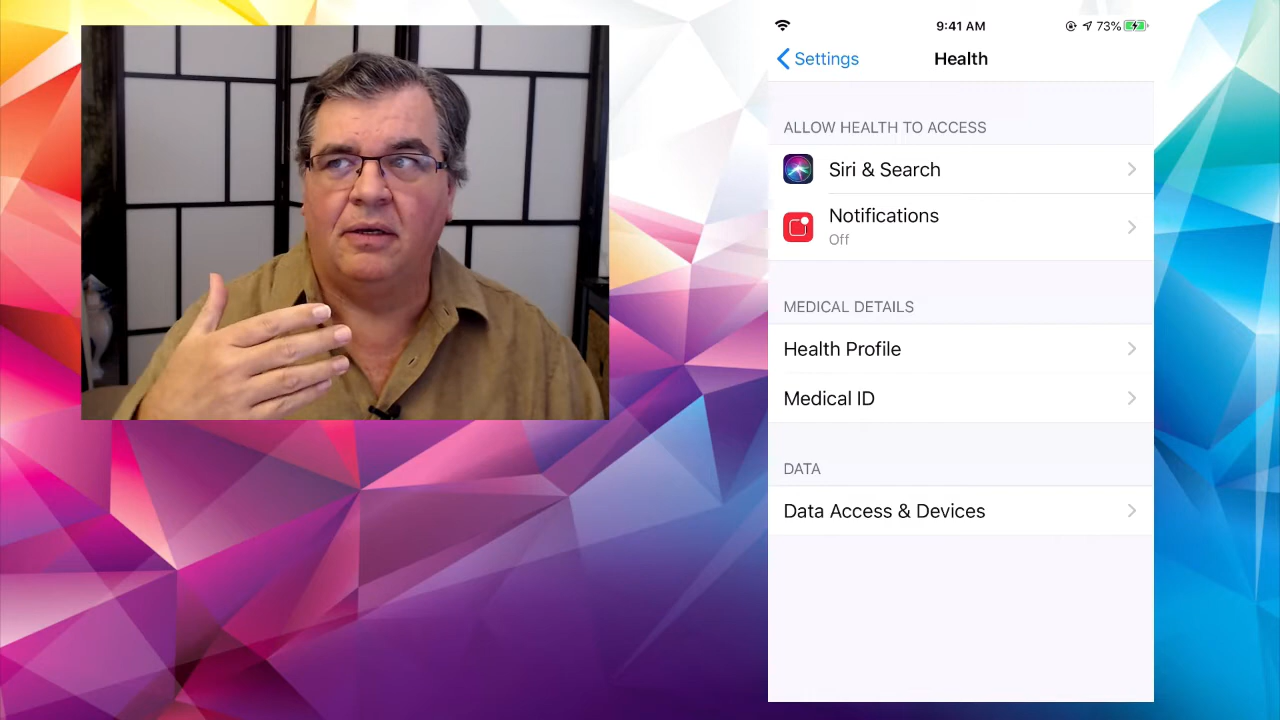 9:41 AM
73%
Settings
Health
ALLOW HEALTH TO ACCESS
Siri & Search
Notifications
Off
MEDICAL DETAILS
Health Profile
Medical ID
DATA
Data Access & Devices